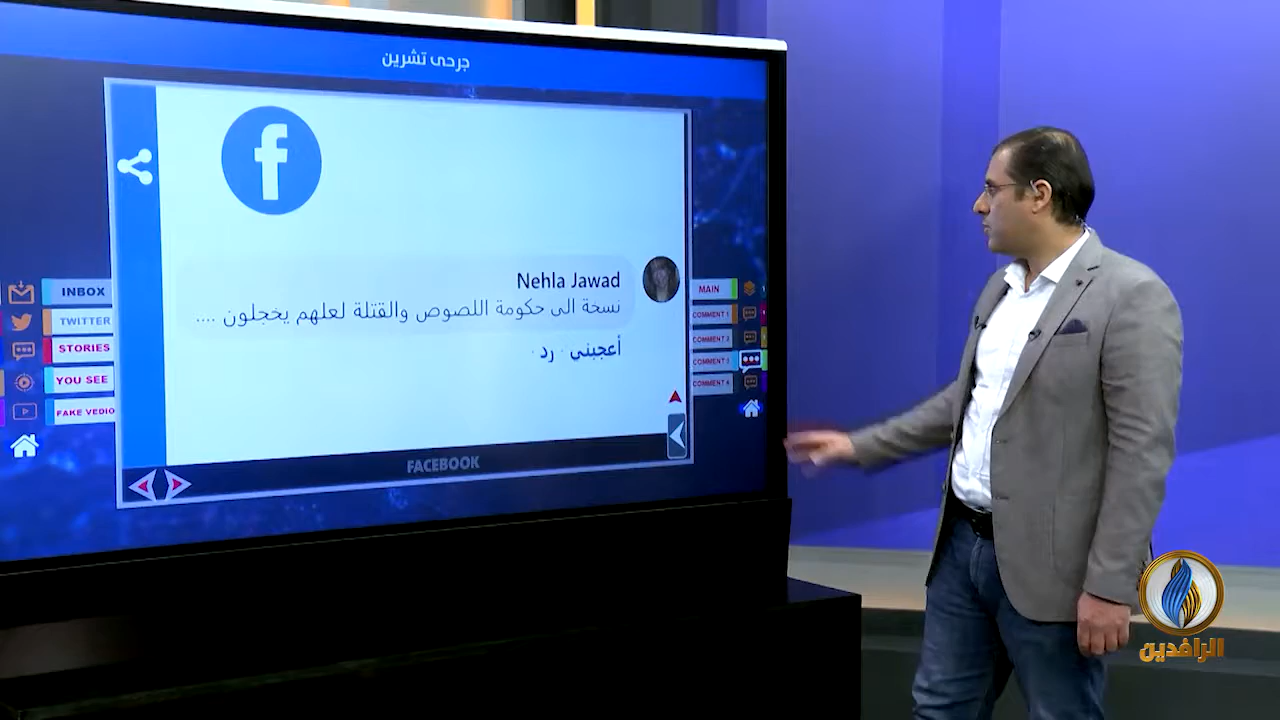 جرحى تشرين
f
Nehla Jawad
نسخة الى حكومة اللصوص والقتلة لعلهم يخجلون ....
أعجبني · رد ·
FACEBOOK
INBOX
TWITTER
STORIES
YOU SEE
FAKE VEDIO
MAIN
COMMENT 1
COMMENT 2
COMMENT 3
COMMENT 4
الرافدين